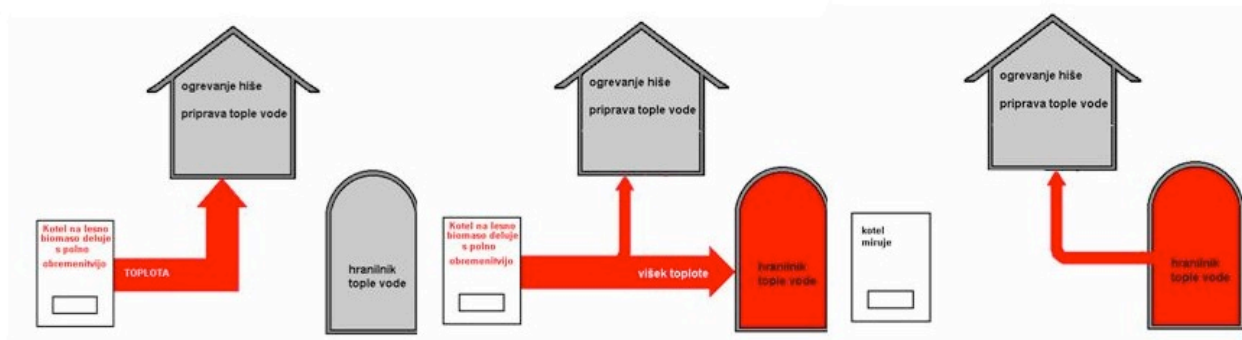 ogrevanje hiše
priprava tople vode
Kotel na lesno
biomaso deluje
s polno
obremenitvijo
TOPLOTA
hranilnik
tople vode
ogrevanje hiše
priprava tople vode
Kotel na lesno
biomaso deluje
s polno
obremenitvijo
višek toplote
hranilnik
tople vode
ogrevanje hiše
priprava tople vode
kotel
miruje
hranilnik
tople vode